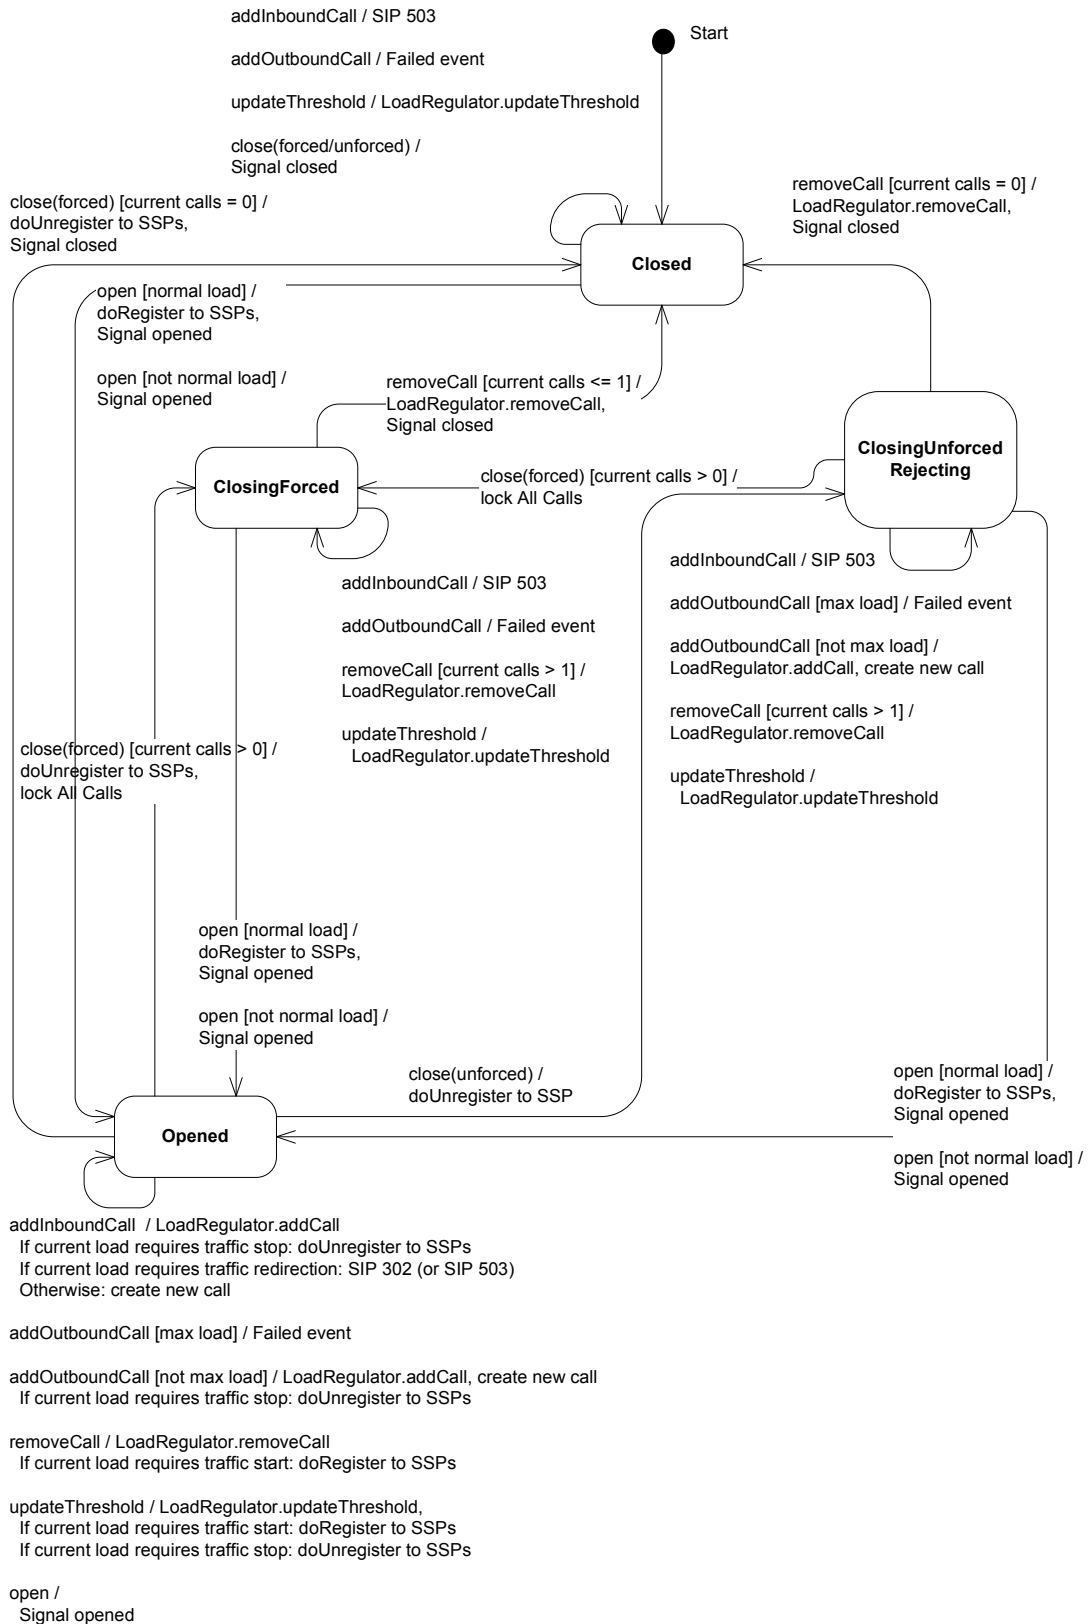 addInboundCall / SIP 503
Start
addOutboundCall / Failed event
updateThreshold / LoadRegulator.updateThreshold
close(forced/unforced) /
Signal closed
close(forced) [current calls = 0] /
doUnregister to SSPs,
Signal closed
removeCall [current calls = 0] /
LoadRegulator.removeCall,
Signal closed
Closed
open [normal load] /
doRegister to SSPs,
Signal opened
open [not normal load] /
Signal opened
removeCall [current calls <= 1] /
LoadRegulator.removeCall,
Signal closed
ClosingUnforced
Rejecting
ClosingForced
close(forced) [current calls > 0] /
lock All Calls
addInboundCall / SIP 503
addOutboundCall / Failed event
removeCall [current calls > 1] /
LoadRegulator.removeCall
updateThreshold /
LoadRegulator.updateThreshold
addInboundCall / SIP 503
addOutboundCall [max load] / Failed event
addOutboundCall [not max load] /
LoadRegulator.addCall, create new call
removeCall [current calls > 1] /
LoadRegulator.removeCall
updateThreshold /
LoadRegulator.updateThreshold
close(forced) [current calls > 0] /
doUnregister to SSPs,
lock All Calls
open [normal load] /
doRegister to SSPs,
Signal opened
open [not normal load] /
Signal opened
close(unforced) /
doUnregister to SSP
open [normal load] /
doRegister to SSPs,
Signal opened
open [not normal load] /
Signal opened
Opened
addInboundCall / LoadRegulator.addCall
If current load requires traffic stop: doUnregister to SSPs
If current load requires traffic redirection: SIP 302 (or SIP 503)
Otherwise: create new call
addOutboundCall [max load] / Failed event
addOutboundCall [not max load] / LoadRegulator.addCall, create new call
If current load requires traffic stop: doUnregister to SSPs
removeCall / LoadRegulator.removeCall
If current load requires traffic start: doRegister to SSPs
updateThreshold / LoadRegulator.updateThreshold,
If current load requires traffic start: doRegister to SSPs
If current load requires traffic stop: doUnregister to SSPs
open /
Signal opened